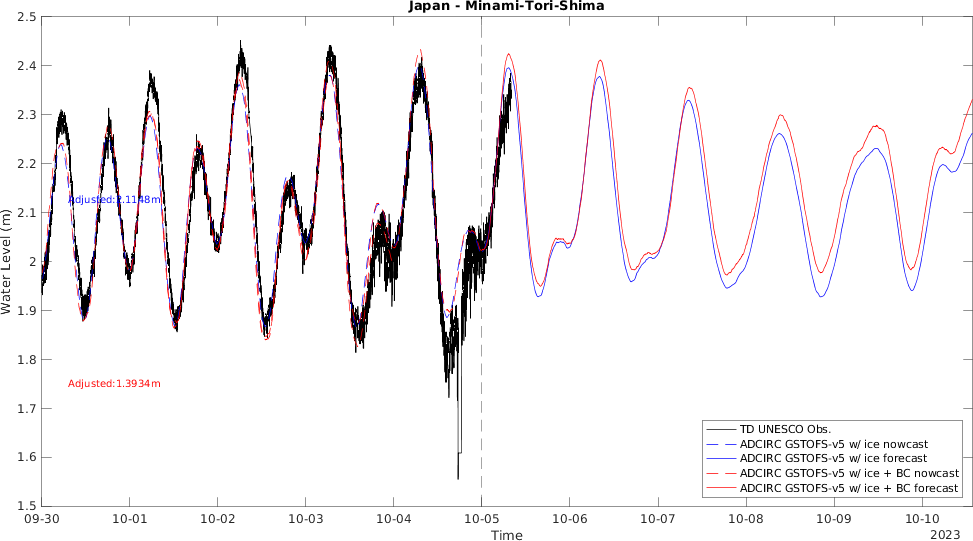 Japan - Minami-Tori-Shima
2.5
2.4
2.3
2.2
2.1
2
1.9
1.8
1.7
1.6
1.5
Water Level (m)
Adjusted:2.1148m
Adjusted:1.3934m
TD UNESCO Obs.
ADCIRC GSTOFS-v5 w/ ice nowcast
ADCIRC GSTOFS-v5 w/ ice forecast
ADCIRC GSTOFS-v5 w/ ice + BC nowcast
ADCIRC GSTOFS-v5 w/ ice + BC forecast
09-30 10-01 10-02 10-03 10-04 10-05 10-06 10-07 10-08 10-09 10-10
Time
2023